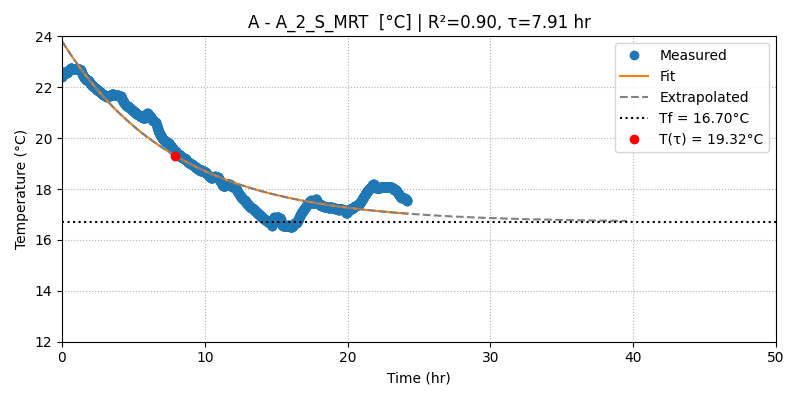 A - A_2_S_MRT [°C] | R²=0.90, τ=7.91 hr
Measured
Fit
Extrapolated
Tf = 16.70°C
T(τ) = 19.32°C
Temperature (°C)
24
22
20
18
16
14
12
0
10
20
30
40
50
Time (hr)